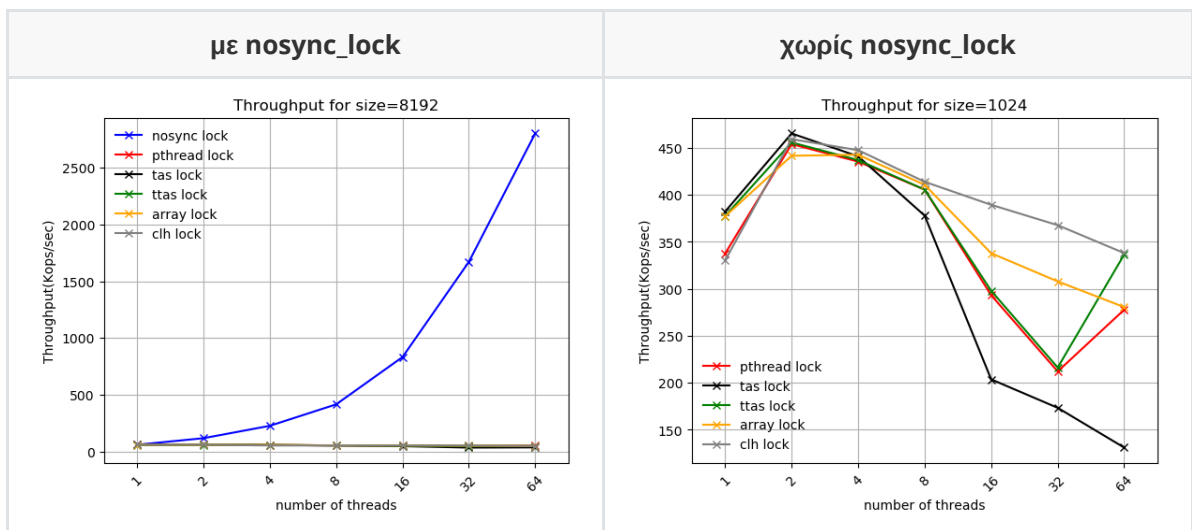 με nosync_lock
χωρίς nosync_lock
Throughput for size=8192
Throughput(Kops/sec)
2500
2000
1500
1000
500
0
nosync lock
pthread lock
tas lock
ttas lock
array lock
clh lock
1 2 4 8 16 32 64
number of threads
Throughput for size=1024
Throughput(Kops/sec)
450
400
350
300
250
200
150
pthread lock
tas lock
ttas lock
array lock
clh lock
1 2 4 8 16 32 64
number of threads